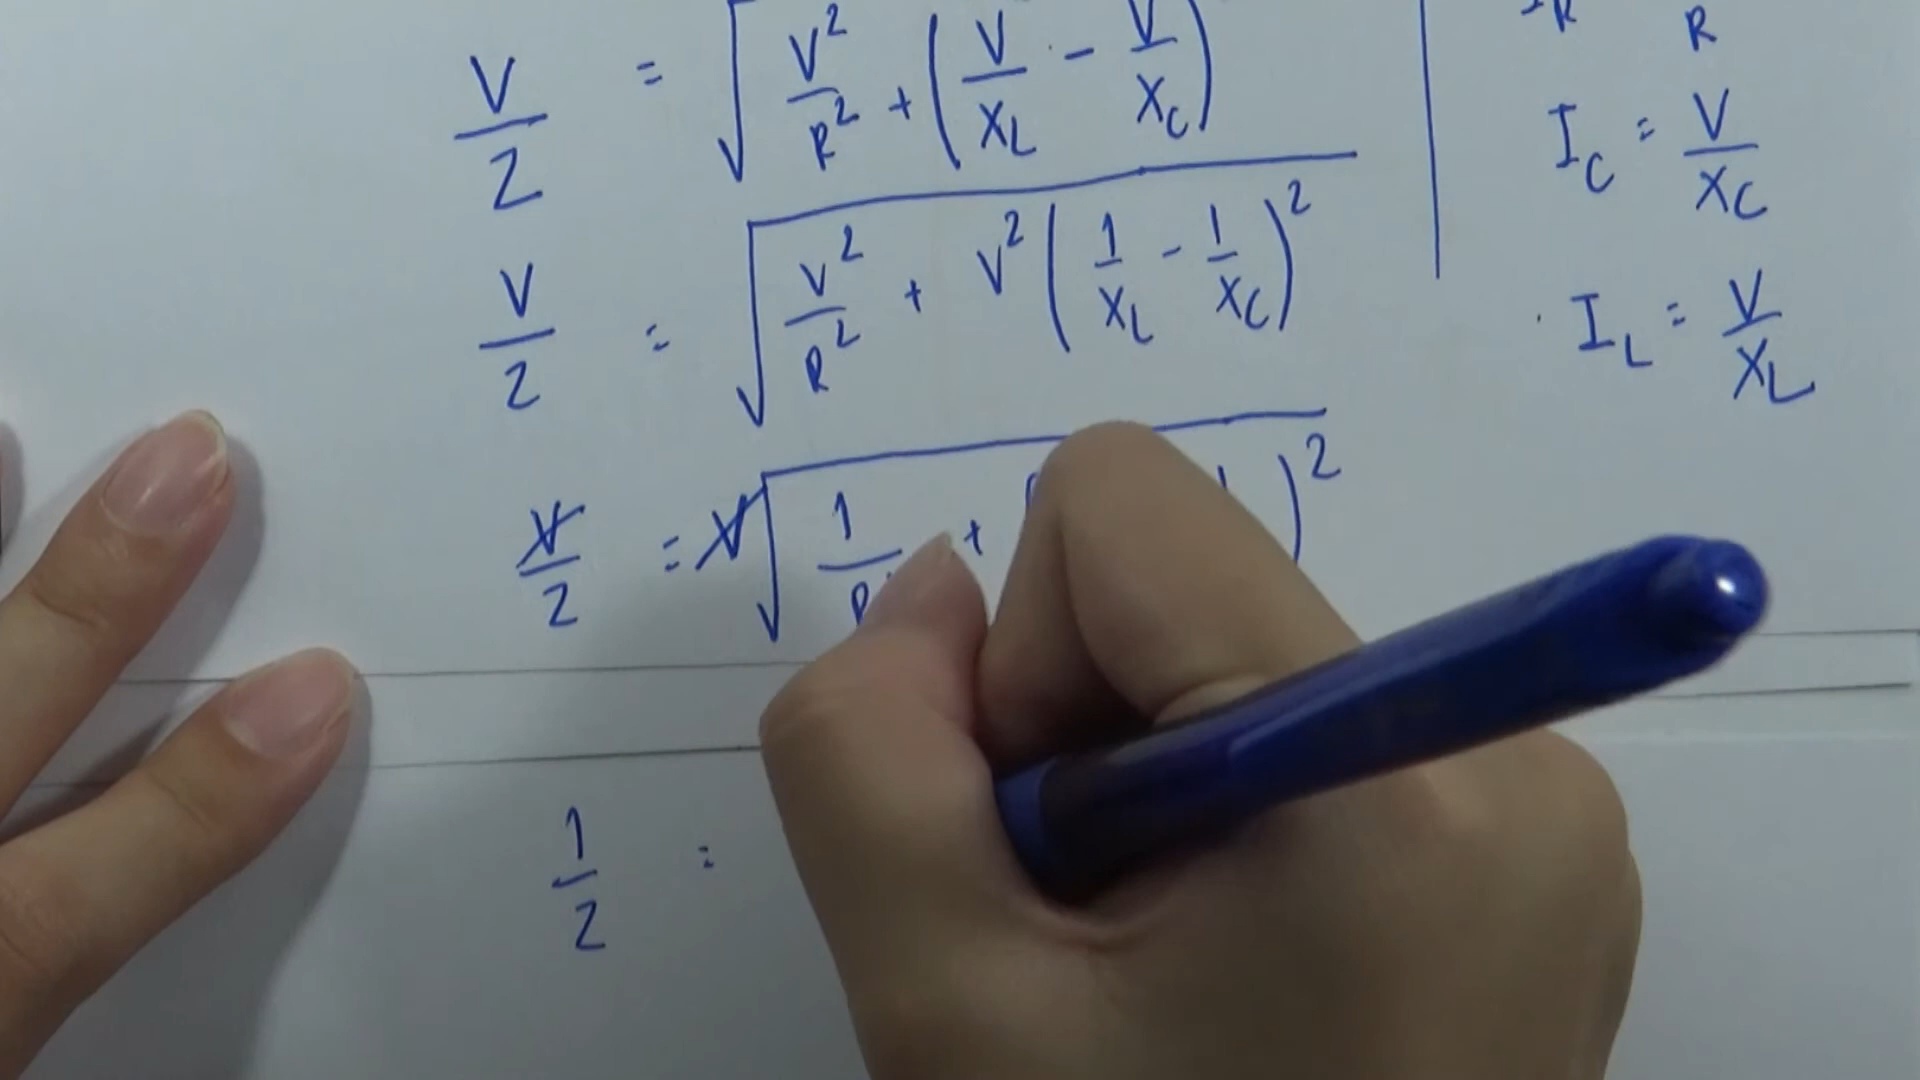 V/Z = √(V²/R² + (V/X_L - V/X_C)
V/Z = √(V²/R² + V²(1/X_L - 1/X_C)²
V/Z = V√(1/R + ( )²
1/Z =
I_R R
I_C = V/X_C
I_L = V/X_L